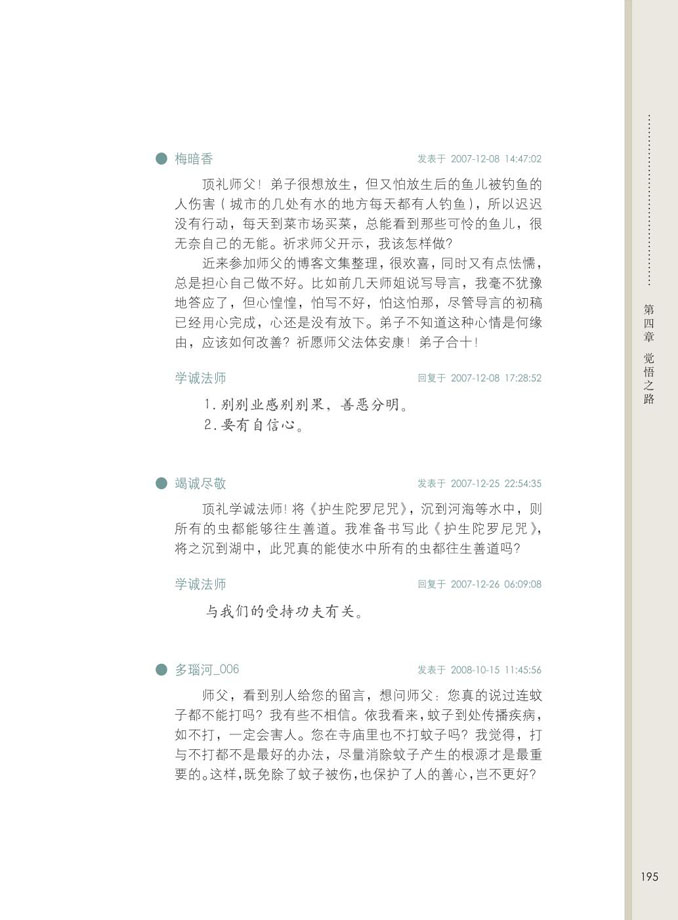 梅暗香 发表于 2007-12-08 14:47:02
顶礼师父！弟子很想放生，但又怕放生后的鱼儿被钓鱼的
人伤害（城市的几处有水的地方每天都有人钓鱼），所以迟迟
没有行动，每天到菜市场买菜，总能看到那些可怜的鱼儿，很
无奈自己的无能。祈求师父开示，我该怎样做？
近来参加师父的博客文集整理，很欢喜，同时又有点怯懦，
总是担心自己做不好。比如前几天师姐说写导言，我毫不犹豫
地答应了，但心惶惶，怕写不好，怕这怕那，尽管导言的初稿
已经用心完成，心还是没有放下。弟子不知道这种心情是何缘
由，应该如何改善？祈愿师父法体安康！弟子合十！
学诚法师 回复于 2007-12-08 17:28:52
1. 别别业感别别果，善恶分明。
2. 要有自信心。
竭诚尽敬 发表于 2007-12-25 22:54:35
顶礼学诚法师！将《护生陀罗尼咒》，沉到河海等水中，则
所有的虫都能够往生善道。我准备书写此《护生陀罗尼咒》，
将之沉到湖中，此咒真的能使水中所有的虫都往生善道吗？
学诚法师 回复于 2007-12-26 06:09:08
与我们的受持功夫有关。
多瑙河_006 发表于 2008-10-15 11:45:56
师父，看到别人给您的留言，想问师父：您真的说过连蚊
子都不能打吗？我有些不相信。依我看来，蚊子到处传播疾病，
如不打，一定会害人。您在寺庙里也不打蚊子吗？我觉得，打
与不打都不是最好的办法，尽量消除蚊子产生的根源才是最重
要的。这样，既免除了蚊子被伤，也保护了人的善心，岂不更好？
第四章 觉悟之路
195